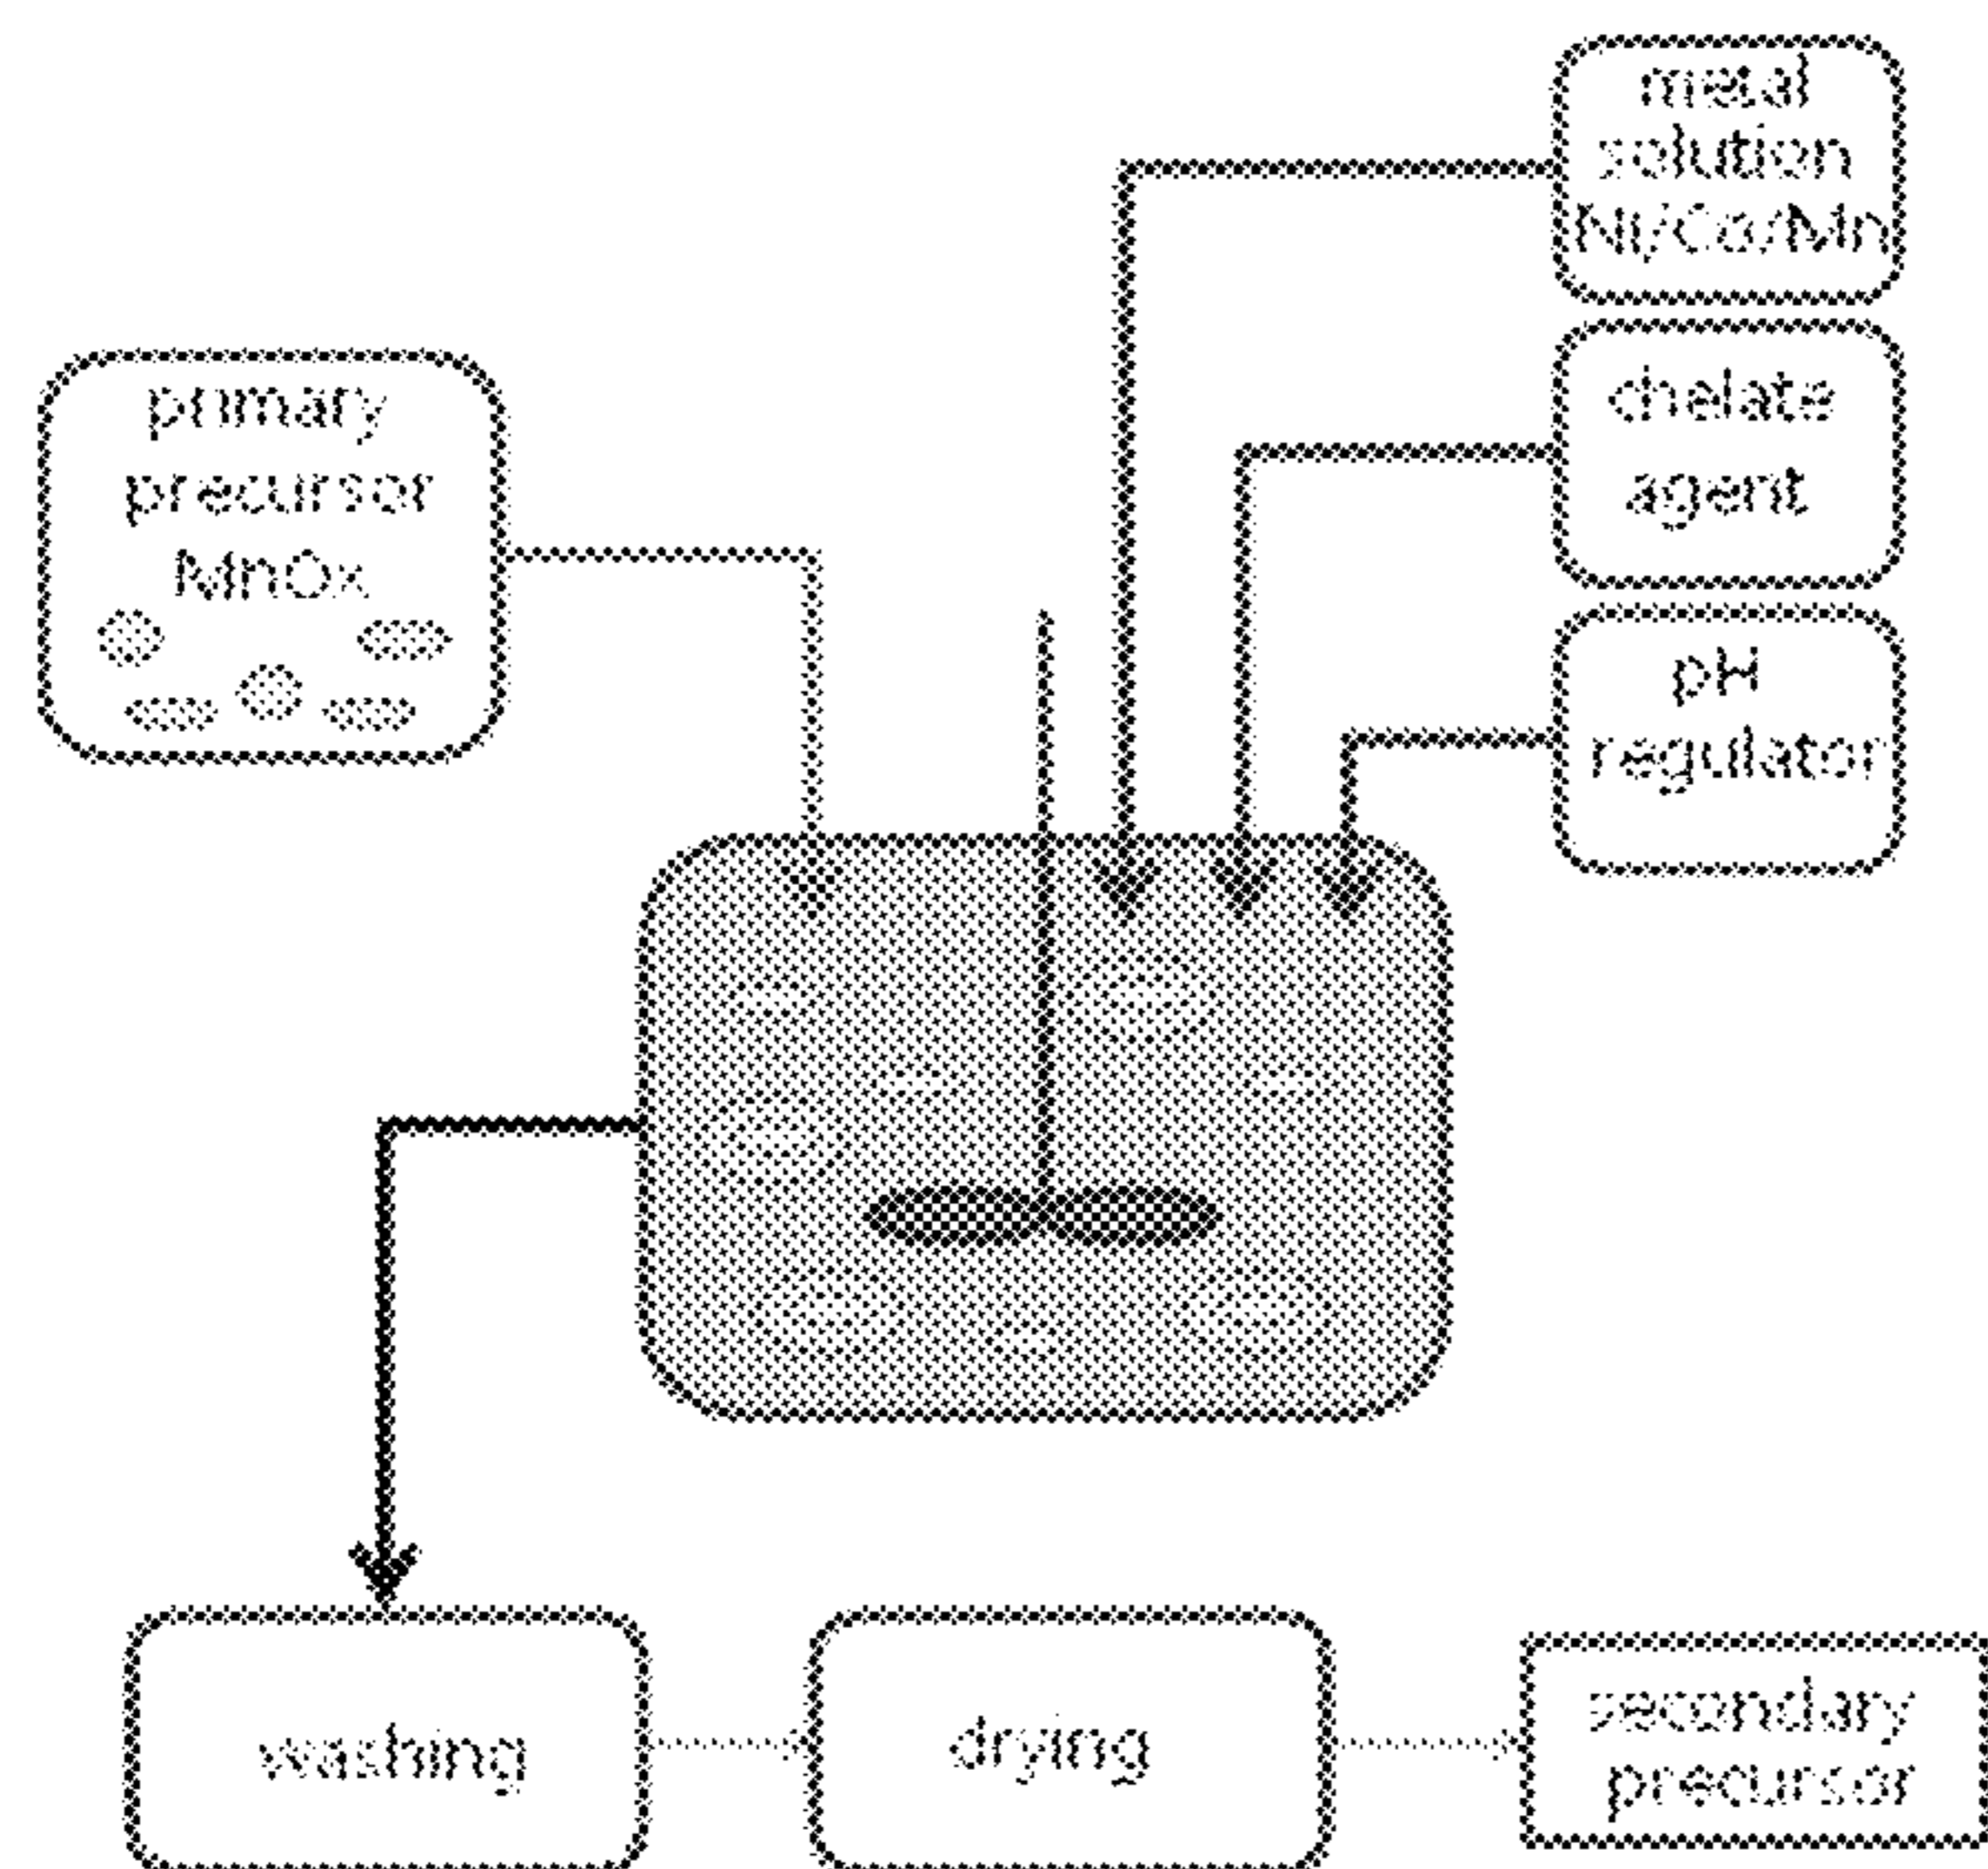 metal
solution
Ni/Co/Mn
primary
precursor
MnOx
chelate
agent
pH
regulator
washing
drying
secondary
precursor